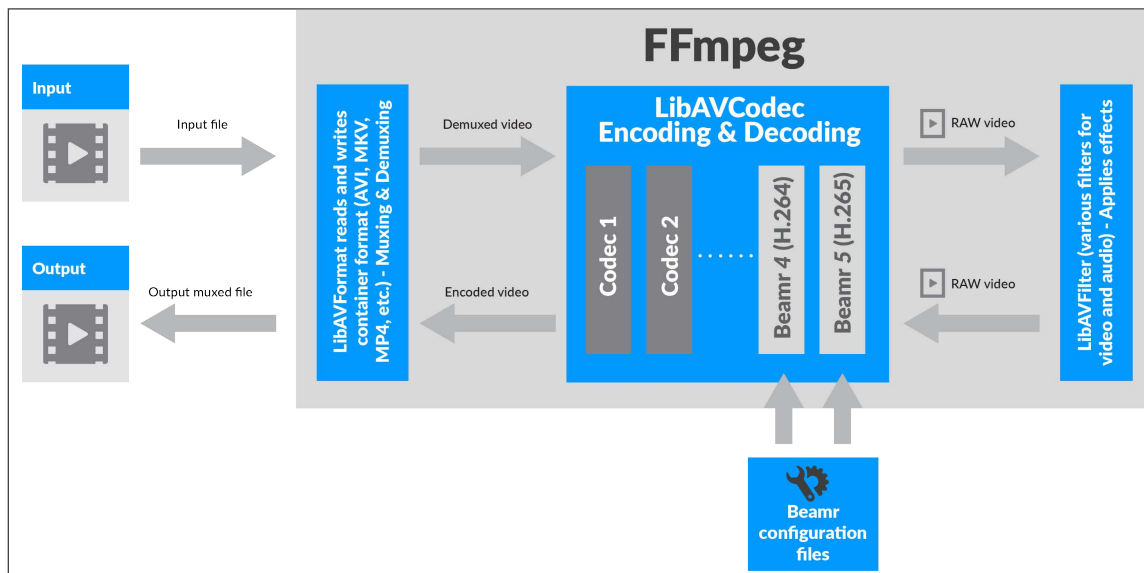 FFmpeg
Input
Input file
LibAVFormat reads and writes
container format (AVI, MKV,
MP4, etc.) - Muxing & Demuxing
Demuxed video
LibAVCodec
Encoding & Decoding
Codec 1
Codec 2
Beamr 4 (H.264)
Beamr 5 (H.265)
RAW video
LibAVFilter (various filters for
video and audio) - Applies effects
Output
Output muxed file
Encoded video
RAW video
Beamr
configuration
files